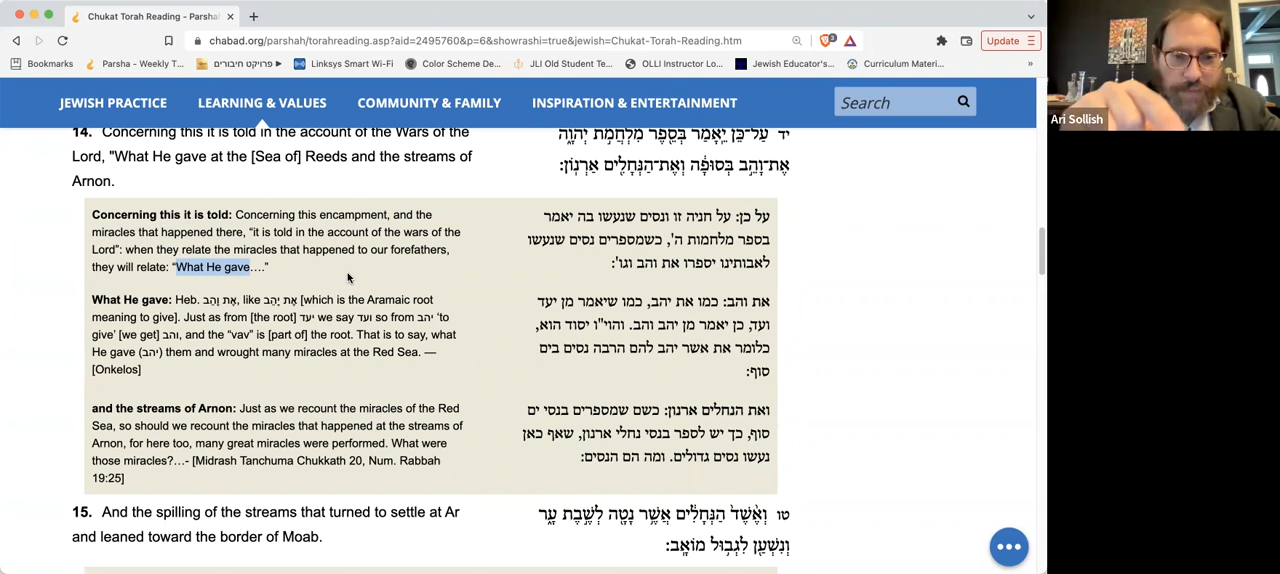 Chukat Torah Reading - Parsha
chabad.org/parshah/torahreading.asp?aid=2495760&p=6&showrashi=true&jewish=Chukat-Torah-Reading.htm
Update
Bookmarks
Parsha - Weekly T...
פרוייקט חיבורים
Linksys Smart Wi-Fi
Color Scheme De...
JLI Old Student Te...
OLLI Instructor Lo...
Jewish Educator's...
Curriculum Materi...
Ari Sollish
JEWISH PRACTICE
LEARNING & VALUES
COMMUNITY & FAMILY
INSPIRATION & ENTERTAINMENT
Search
14. Concerning this it is told in the account of the Wars of the
Lord, "What He gave at the [Sea of] Reeds and the streams of
Arnon.
יד עַל־כֵּן יֵֽאָמַ֔ר בְּסֵ֖פֶר מִלְחֲמֹ֣ת יְהֹוָ֑ה
אֶת־וָהֵ֣ב בְּסוּפָ֔ה וְאֶת־הַנְּחָלִ֖ים אַרְנֽוֹן:
Concerning this it is told: Concerning this encampment, and the
miracles that happened there, “it is told in the account of the wars of the
Lord”: when they relate the miracles that happened to our forefathers,
they will relate: “What He gave....”
על כן: על חניה זו ונסים שנעשו בה יאמר
בספר מלחמות ה', כשמספרים נסים שנעשו
לאבותינו יספרו את והב וגו':
What He gave: Heb. אֶת וָהֵב, like אֶת יָהֵב [which is the Aramaic root
meaning to give]. Just as from [the root] יעד we say ועד so from יהב ‘to
give’ [we get] והב, and the “vav” is [part of] the root. That is to say, what
He gave (יהב) them and wrought many miracles at the Red Sea. —
[Onkelos]
את והב: כמו את יהב, כמו שיאמר מן יעד
ועד, כן יאמר מן יהב והב. והוי"ו יסוד הוא,
כלומר את אשר יהב להם הרבה נסים בים
סוף:
and the streams of Arnon: Just as we recount the miracles of the Red
Sea, so should we recount the miracles that happened at the streams of
Arnon, for here too, many great miracles were performed. What were
those miracles?...- [Midrash Tanchuma Chukkath 20, Num. Rabbah
19:25]
ואת הנחלים ארנון: כשם שמספרים בנסי ים
סוף, כך יש לספר בנסי נחלי ארנון, שאף כאן
נעשו נסים גדולים. ומה הם הנסים:
15. And the spilling of the streams that turned to settle at Ar
and leaned toward the border of Moab.
טו וְאֶ֨שֶׁד֙ הַנְּחָלִ֔ים אֲשֶׁ֥ר נָטָ֖ה לְשֶׁ֣בֶת עָ֑ר
וְנִשְׁעַ֖ן לִגְב֥וּל מוֹאָֽב: